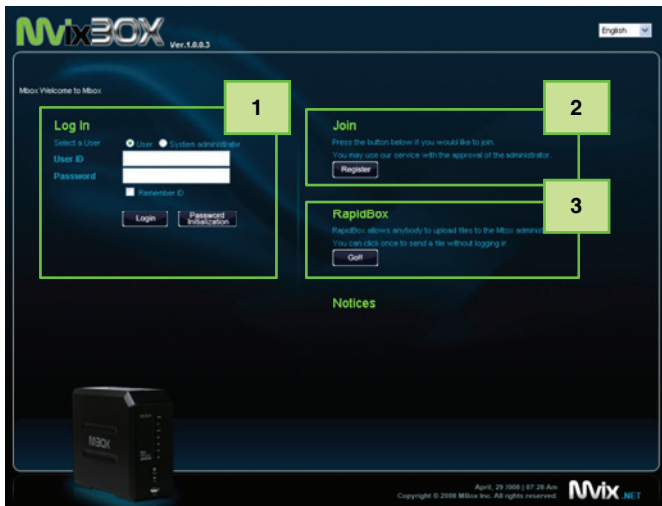 MvixBOX Ver.1.0.0.3
English
Mbox Welcome to Mbox
1
Log In
Select a User User System administrator
User ID
Password
Remember ID
Login Password Initialization
2
Join
Press the button below if you would like to join.
You may use our service with the approval of the administrator.
Register
3
RapidBox
RapidBox allows anybody to upload files to the Mbox
You can click once to send a file without logging in
Go!!
Notices
MBOX
April, 29 2008 | 07:28 Am
Copyright © 2008 MBox Inc. All rights reserved.
Mvix.NET